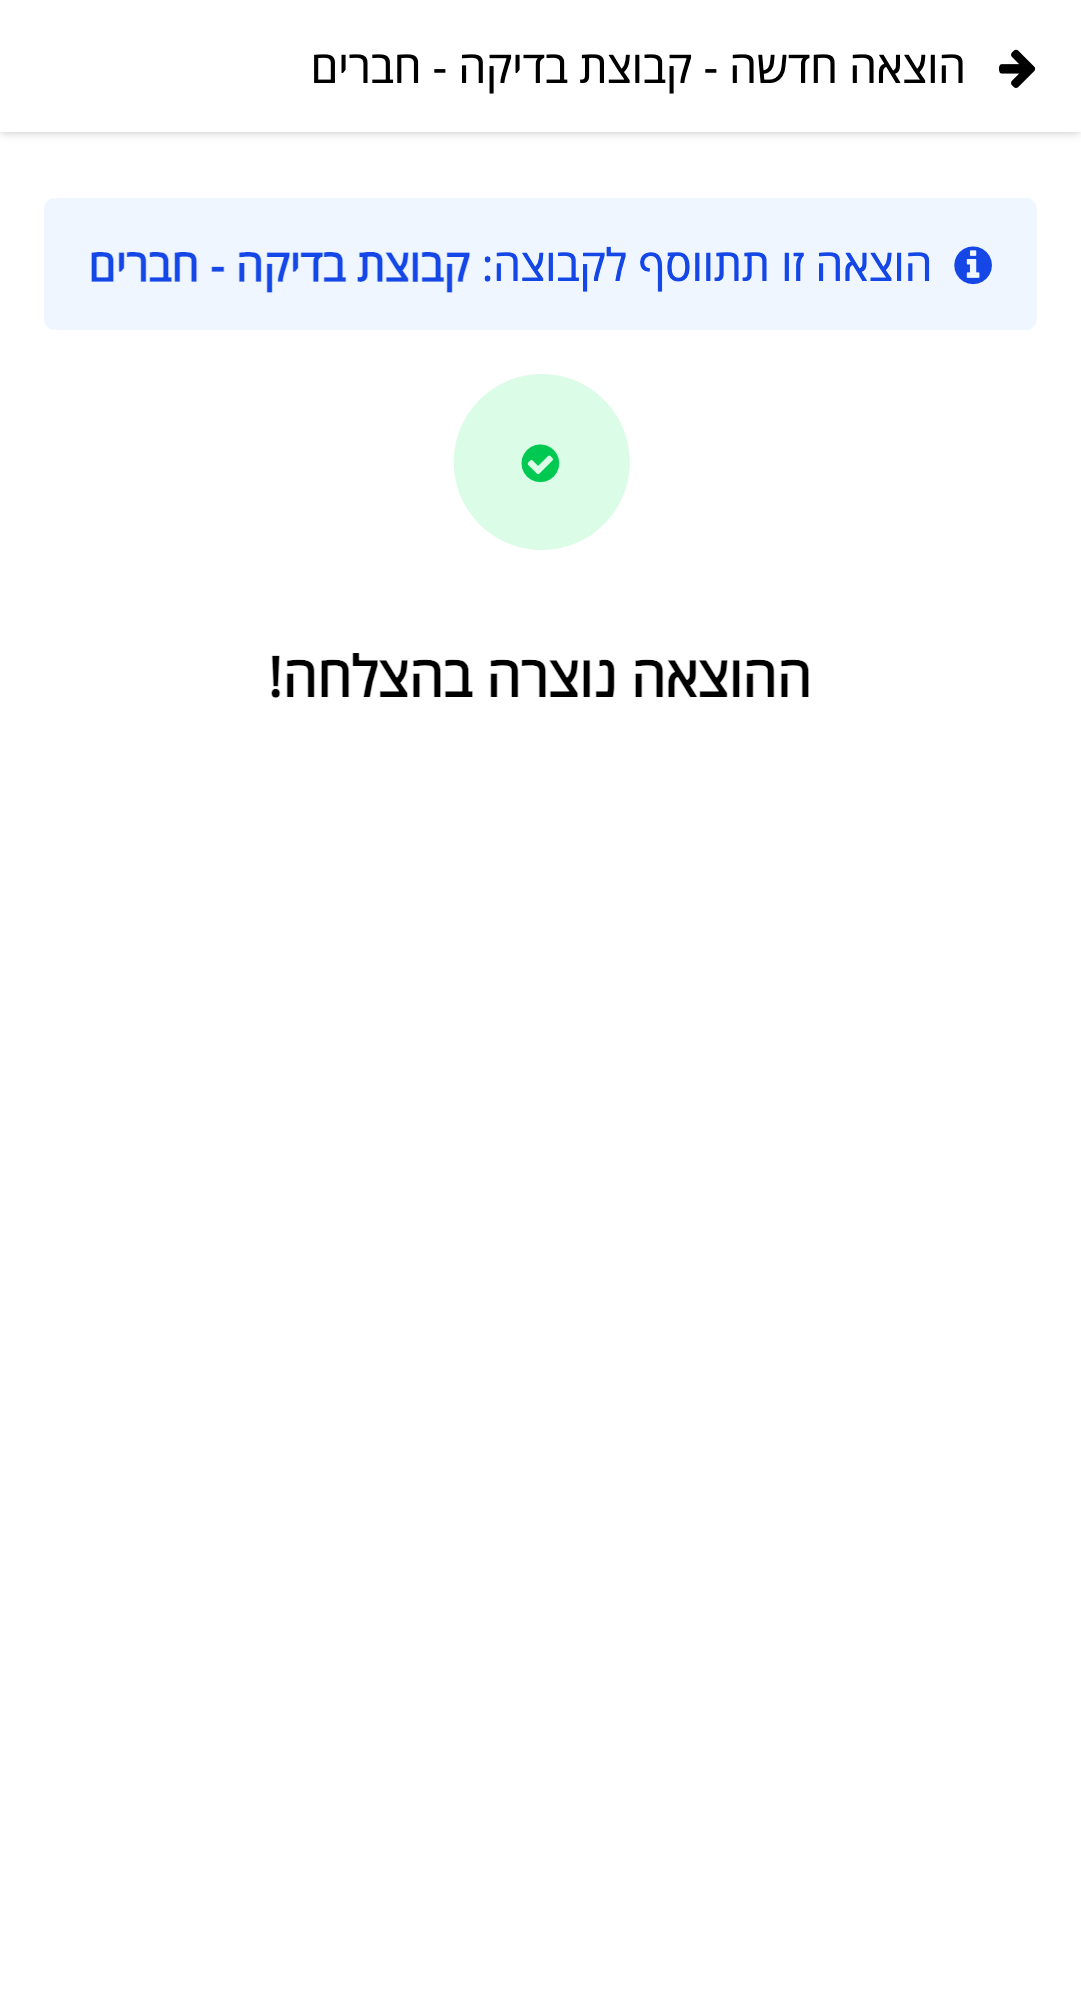 הוצאה חדשה - קבוצת בדיקה - חברים
הוצאה זו תתווסף לקבוצה: קבוצת בדיקה - חברים
ההוצאה נוצרה בהצלחה!